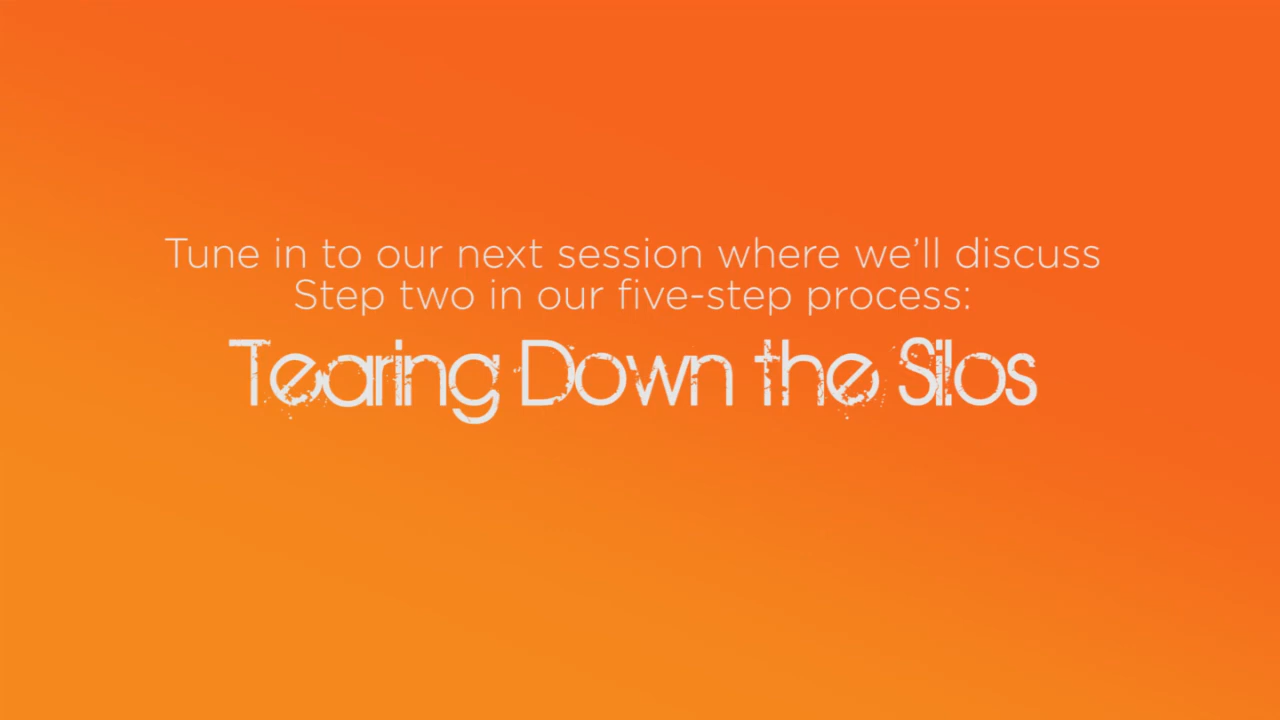 Tune in to our next session where we’ll discuss
Step two in our five-step process:
Tearing Down the Silos